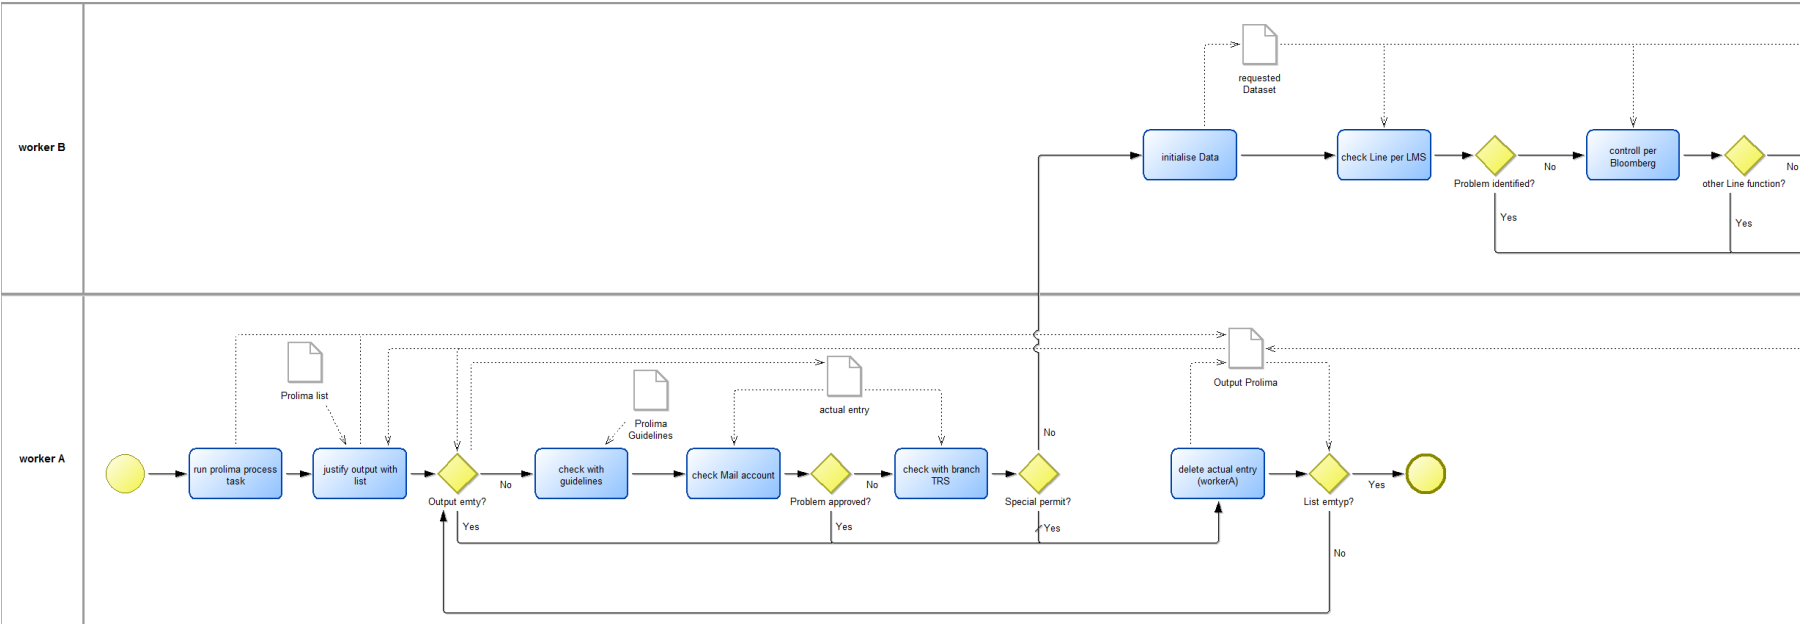 requested
Dataset
worker B
initialise Data
check Line per LMS
controll per
Bloomberg
No
No
Problem identified?
other Line function?
Yes
Yes
Prolima list
Output Prolima
actual entry
Prolima
Guidelines
No
worker A
run prolima process
task
justify output with
list
check with
guidelines
check Mail account
check with branch
TRS
delete actual entry
(workerA)
No
No
Yes
Output emty?
Problem approved?
Special permit?
List emtyp?
Yes
Yes
Yes
No